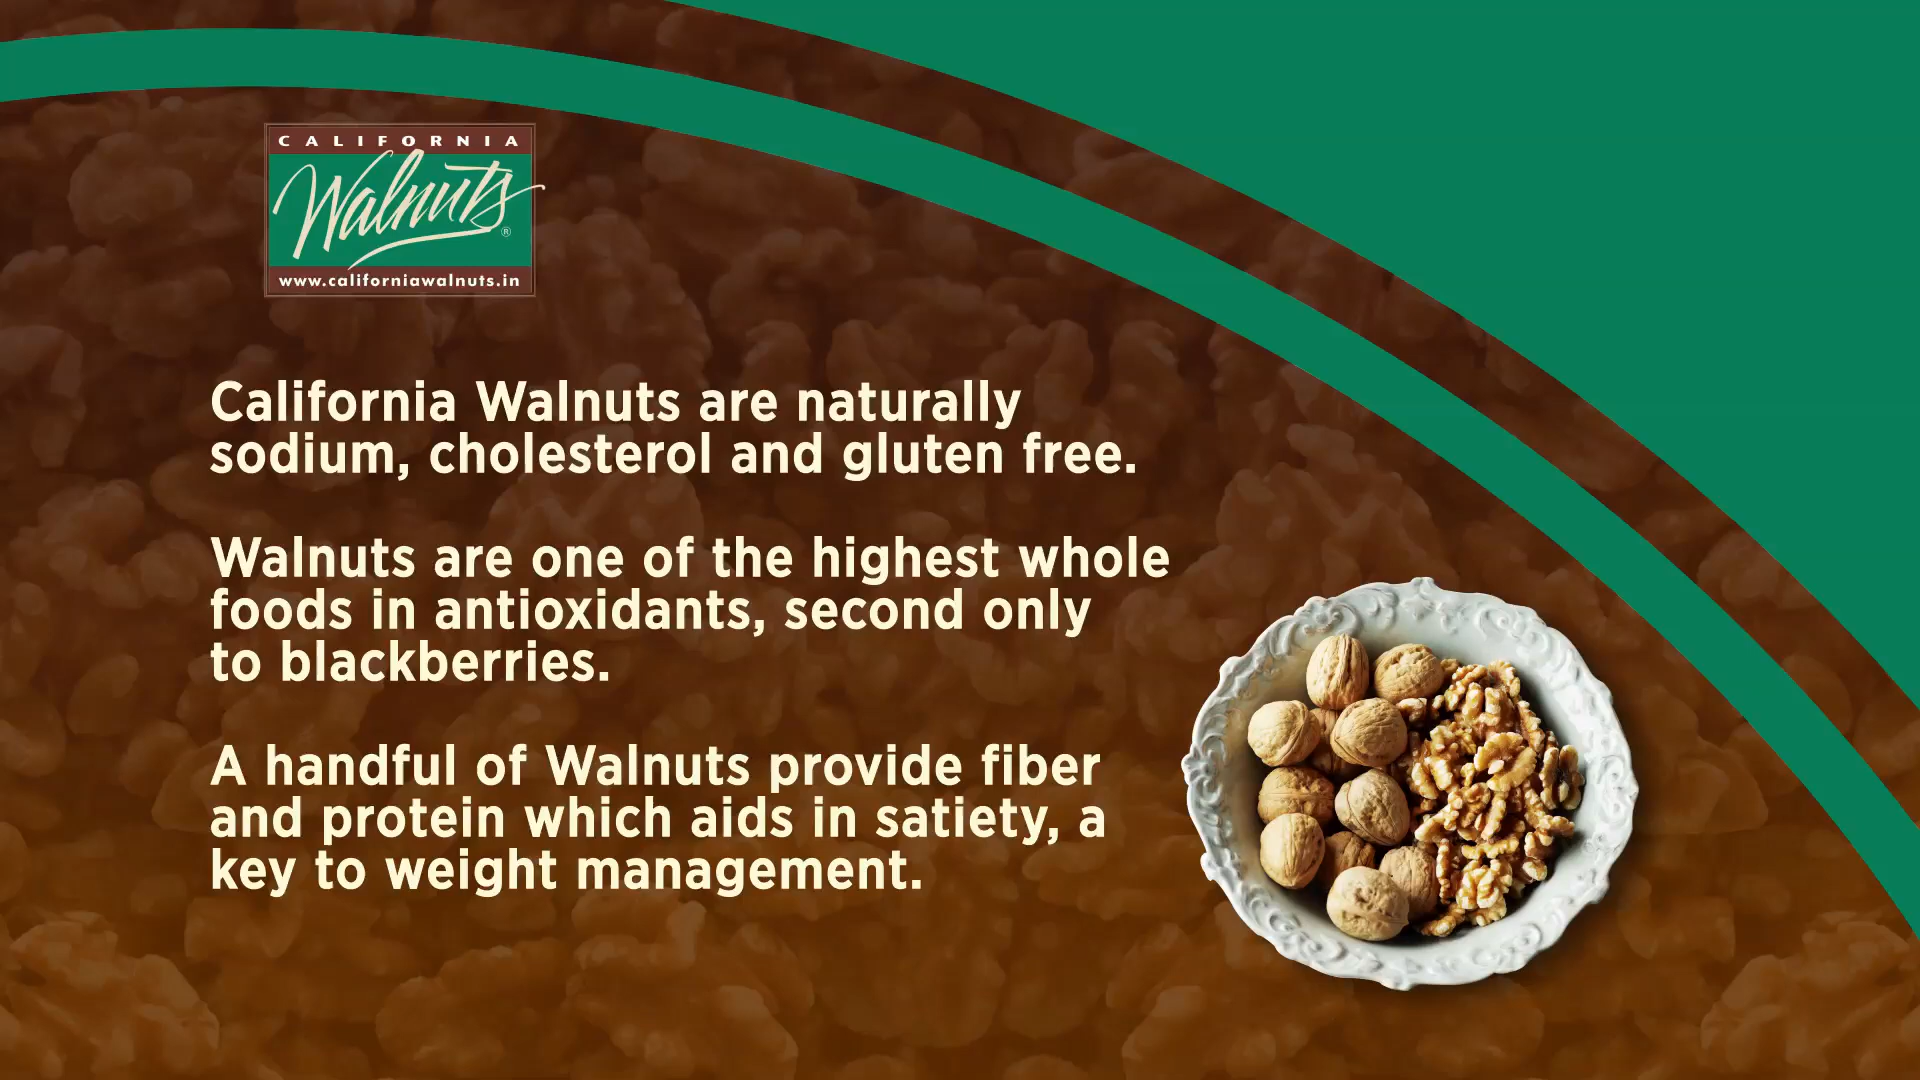 CALIFORNIA
Walnuts®
www.californiawalnuts.in
California Walnuts are naturally
sodium, cholesterol and gluten free.
Walnuts are one of the highest whole
foods in antioxidants, second only
to blackberries.
A handful of Walnuts provide fiber
and protein which aids in satiety, a
key to weight management.